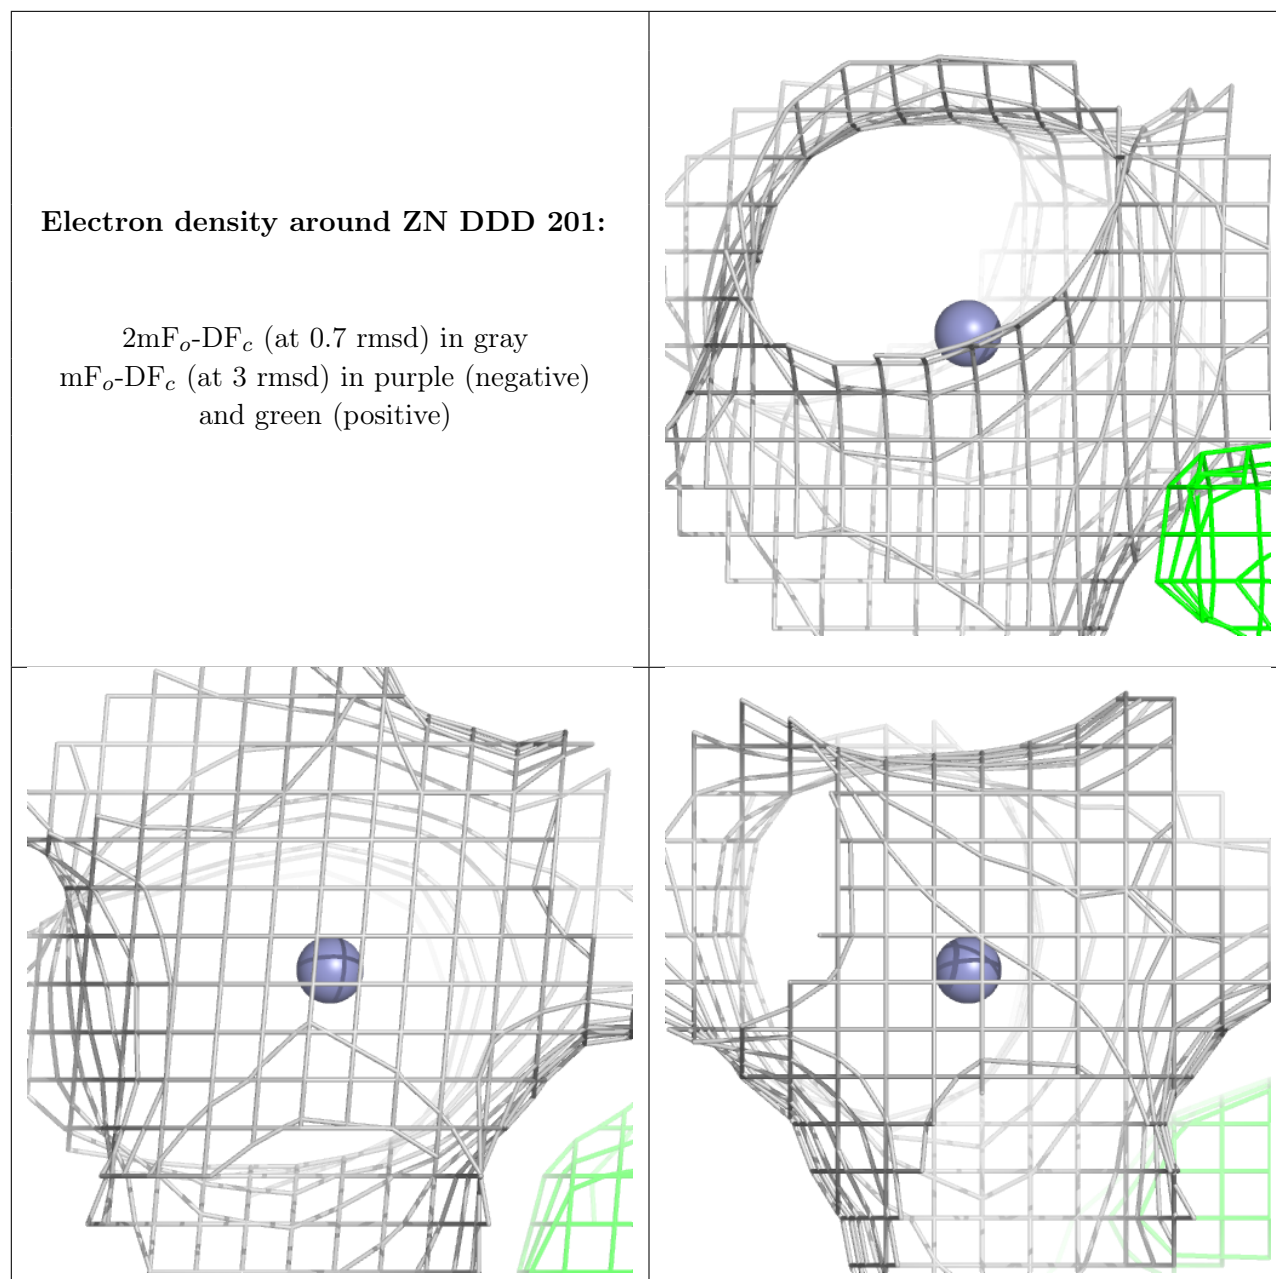 Electron density around ZN DDD 201:
2mFo-DFc (at 0.7 rmsd) in gray
mFo-DFc (at 3 rmsd) in purple (negative)
and green (positive)